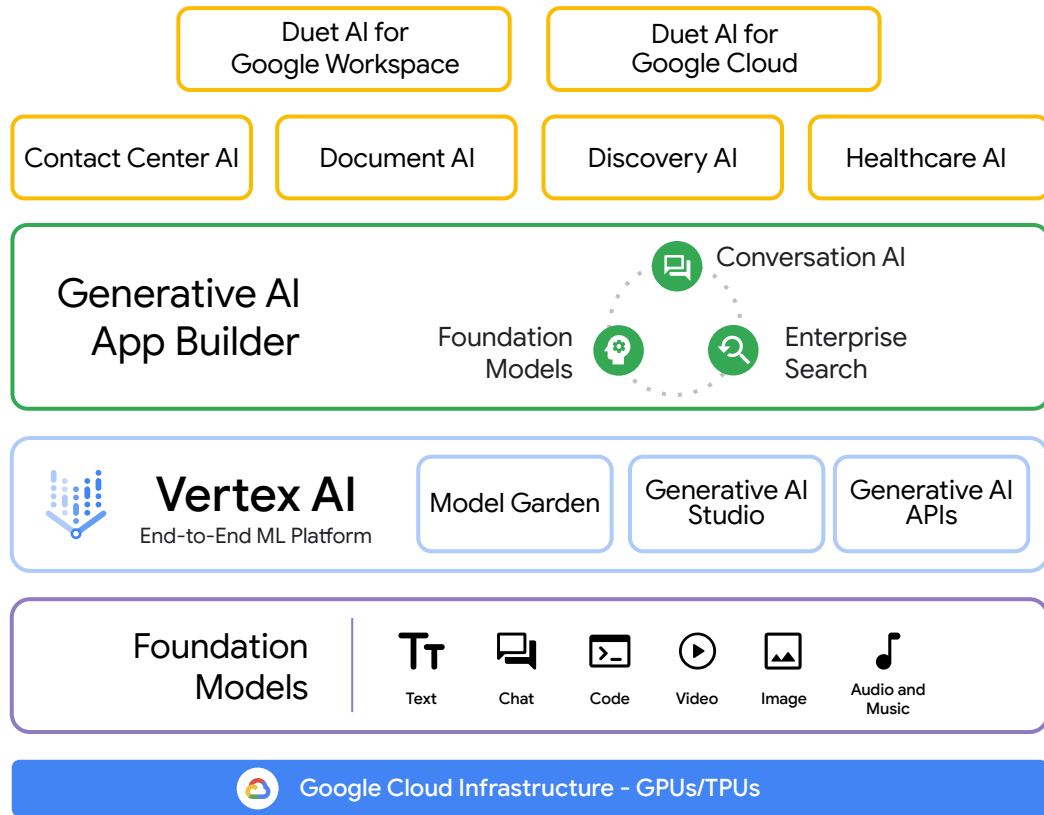 Duet AI for
Google Workspace
Duet AI for
Google Cloud
Contact Center AI
Document AI
Discovery AI
Healthcare AI
Generative AI
App Builder
Conversation AI
Foundation
Models
Enterprise
Search
Vertex AI
End-to-End ML Platform
Model Garden
Generative AI
Studio
Generative AI
APIs
Foundation
Models
TT
Text
Chat
Code
Video
Image
Audio and
Music
Google Cloud Infrastructure - GPUs/TPUs